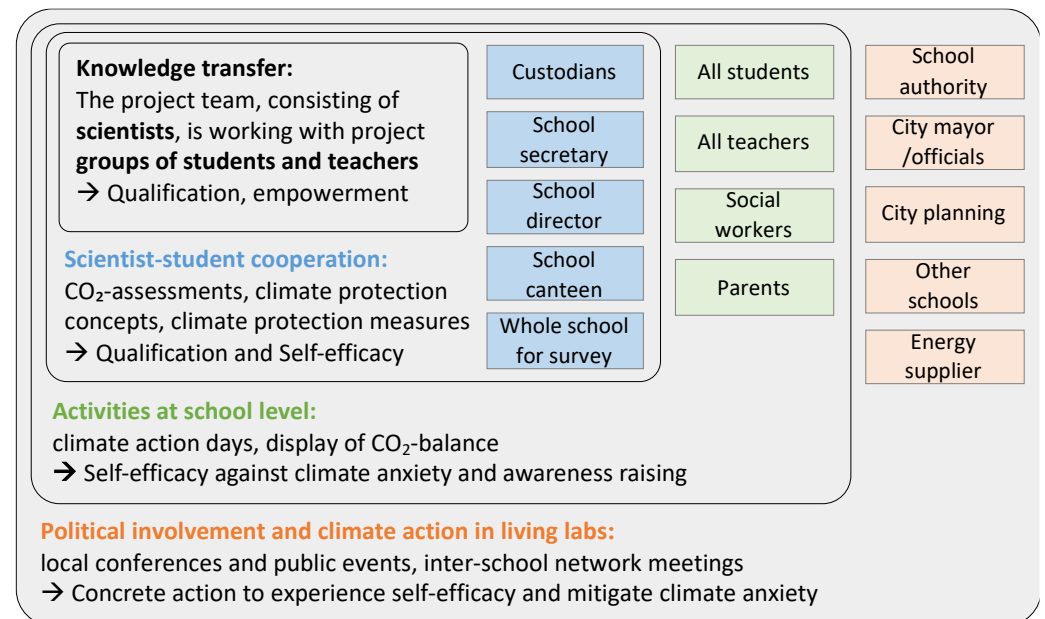 Knowledge transfer:
The project team, consisting of
scientists, is working with project
groups of students and teachers
→ Qualification, empowerment
Scientist-student cooperation:
CO₂-assessments, climate protection
concepts, climate protection measures
→ Qualification and Self-efficacy
Custodians
School
secretary
School
director
School
canteen
Whole school
for survey
Activities at school level:
climate action days, display of CO₂-balance
→ Self-efficacy against climate anxiety and awareness raising
All students
All teachers
Social
workers
Parents
Political involvement and climate action in living labs:
local conferences and public events, inter-school network meetings
→ Concrete action to experience self-efficacy and mitigate climate anxiety
School
authority
City mayor
/officials
City planning
Other
schools
Energy
supplier